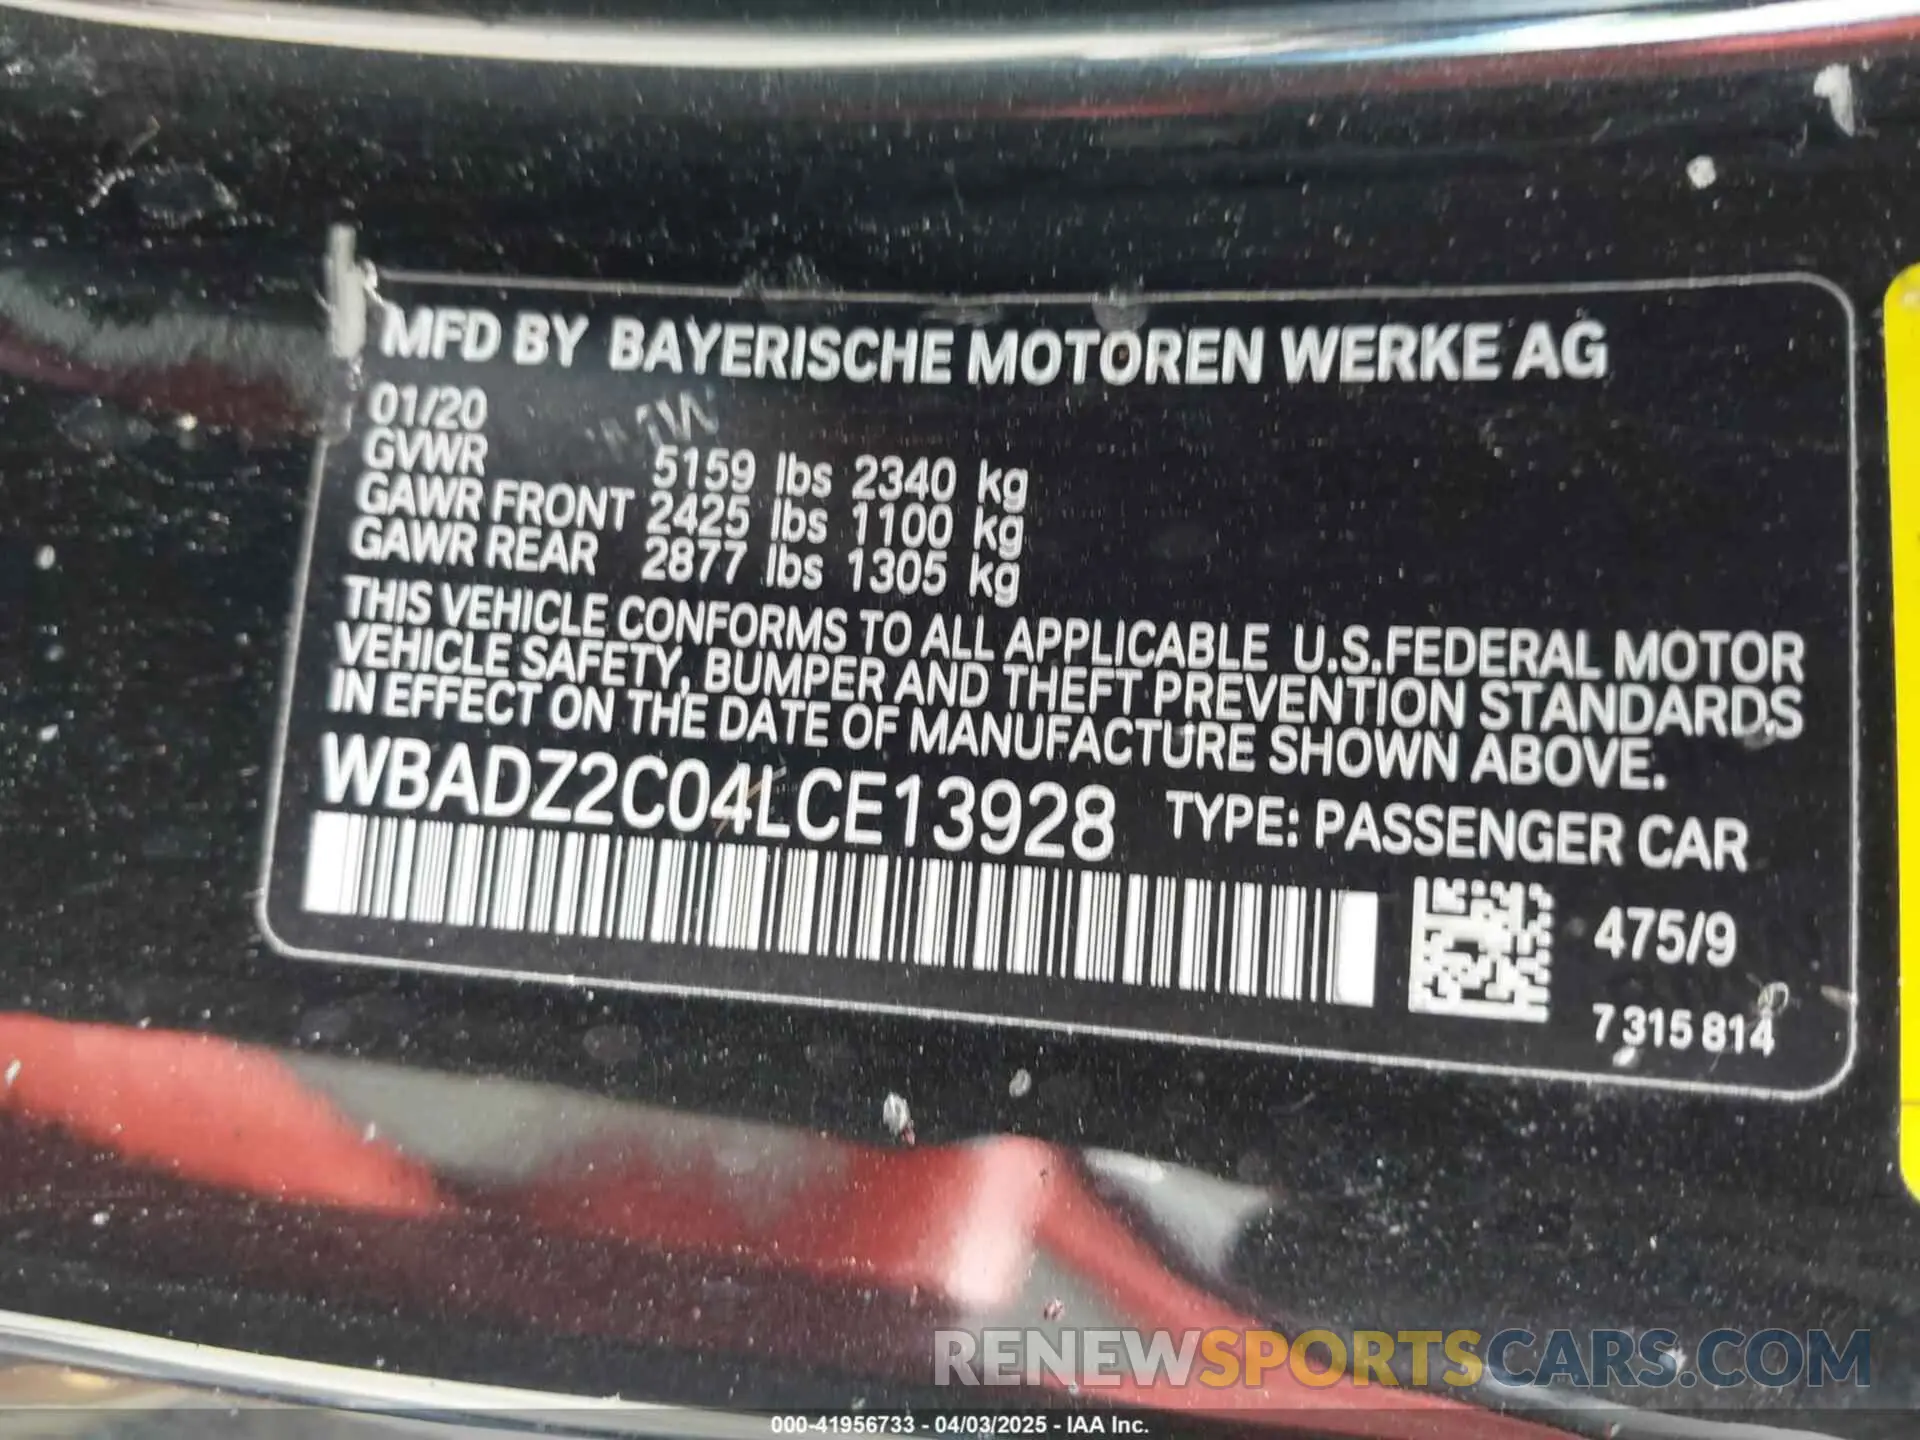 MFD BY BAYERISCHE MOTOREN WERKE AG
01/20
GVWR 5159 lbs 2340 kg
GAWR FRONT 2425 lbs 1100 kg
GAWR REAR 2877 lbs 1305 kg
THIS VEHICLE CONFORMS TO ALL APPLICABLE U.S.FEDERAL MOTOR
VEHICLE SAFETY, BUMPER AND THEFT PREVENTION STANDARDS
IN EFFECT ON THE DATE OF MANUFACTURE SHOWN ABOVE.
WBADZ2C04LCE13928 TYPE: PASSENGER CAR
475/9
7 315 814
RENEWSPORTSCARS.COM
000-41956733 - 04/03/2025 - IAA Inc.